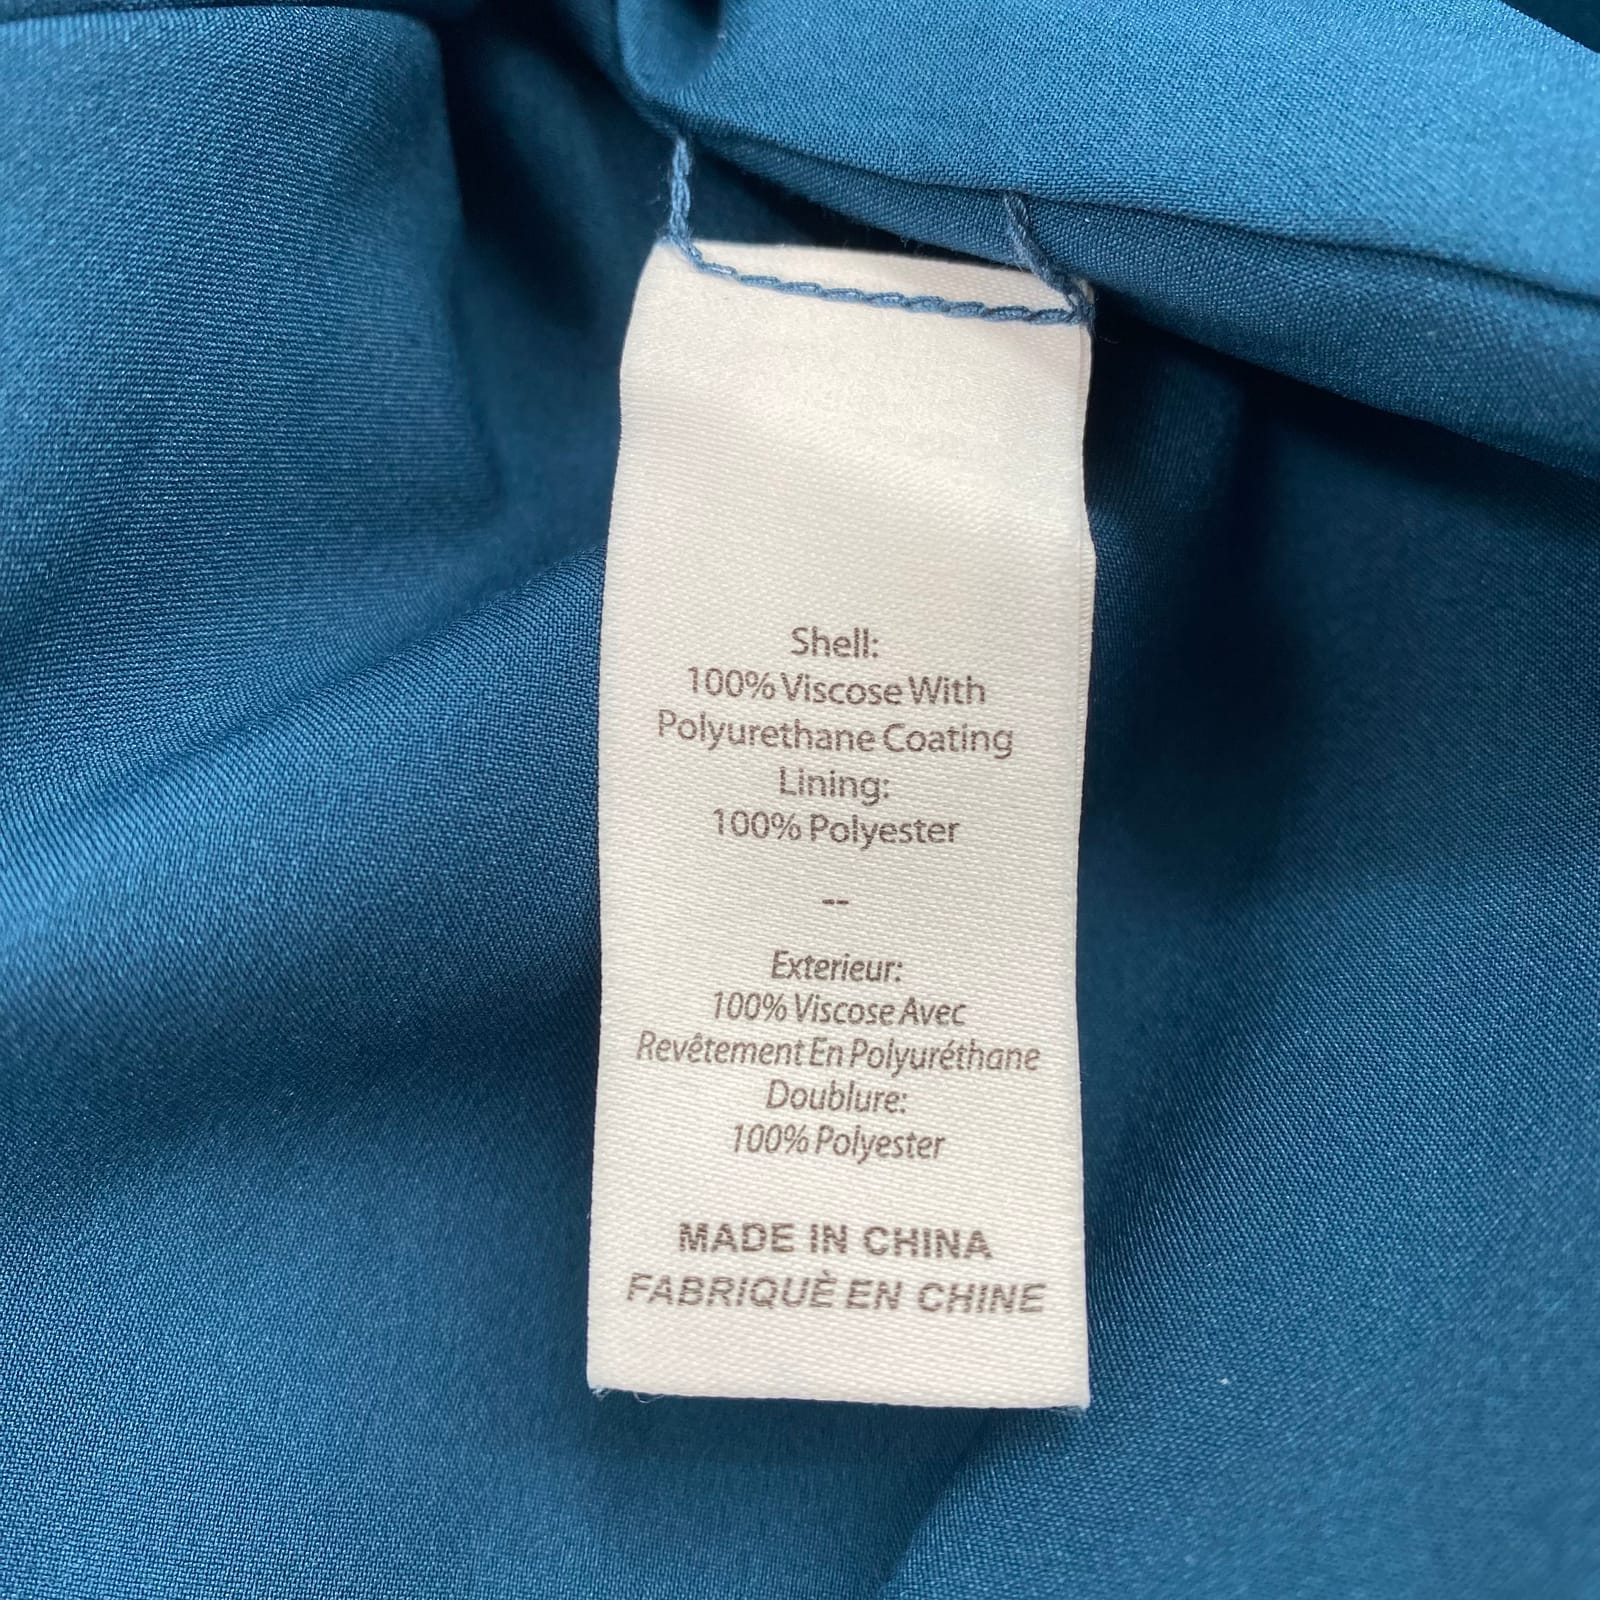 Shell:
100% Viscose With
Polyurethane Coating
Lining:
100% Polyester
--
Exterieur:
100% Viscose Avec
Revêtement En Polyuréthane
Doublure:
100% Polyester
MADE IN CHINA
FABRIQUÈ EN CHINE